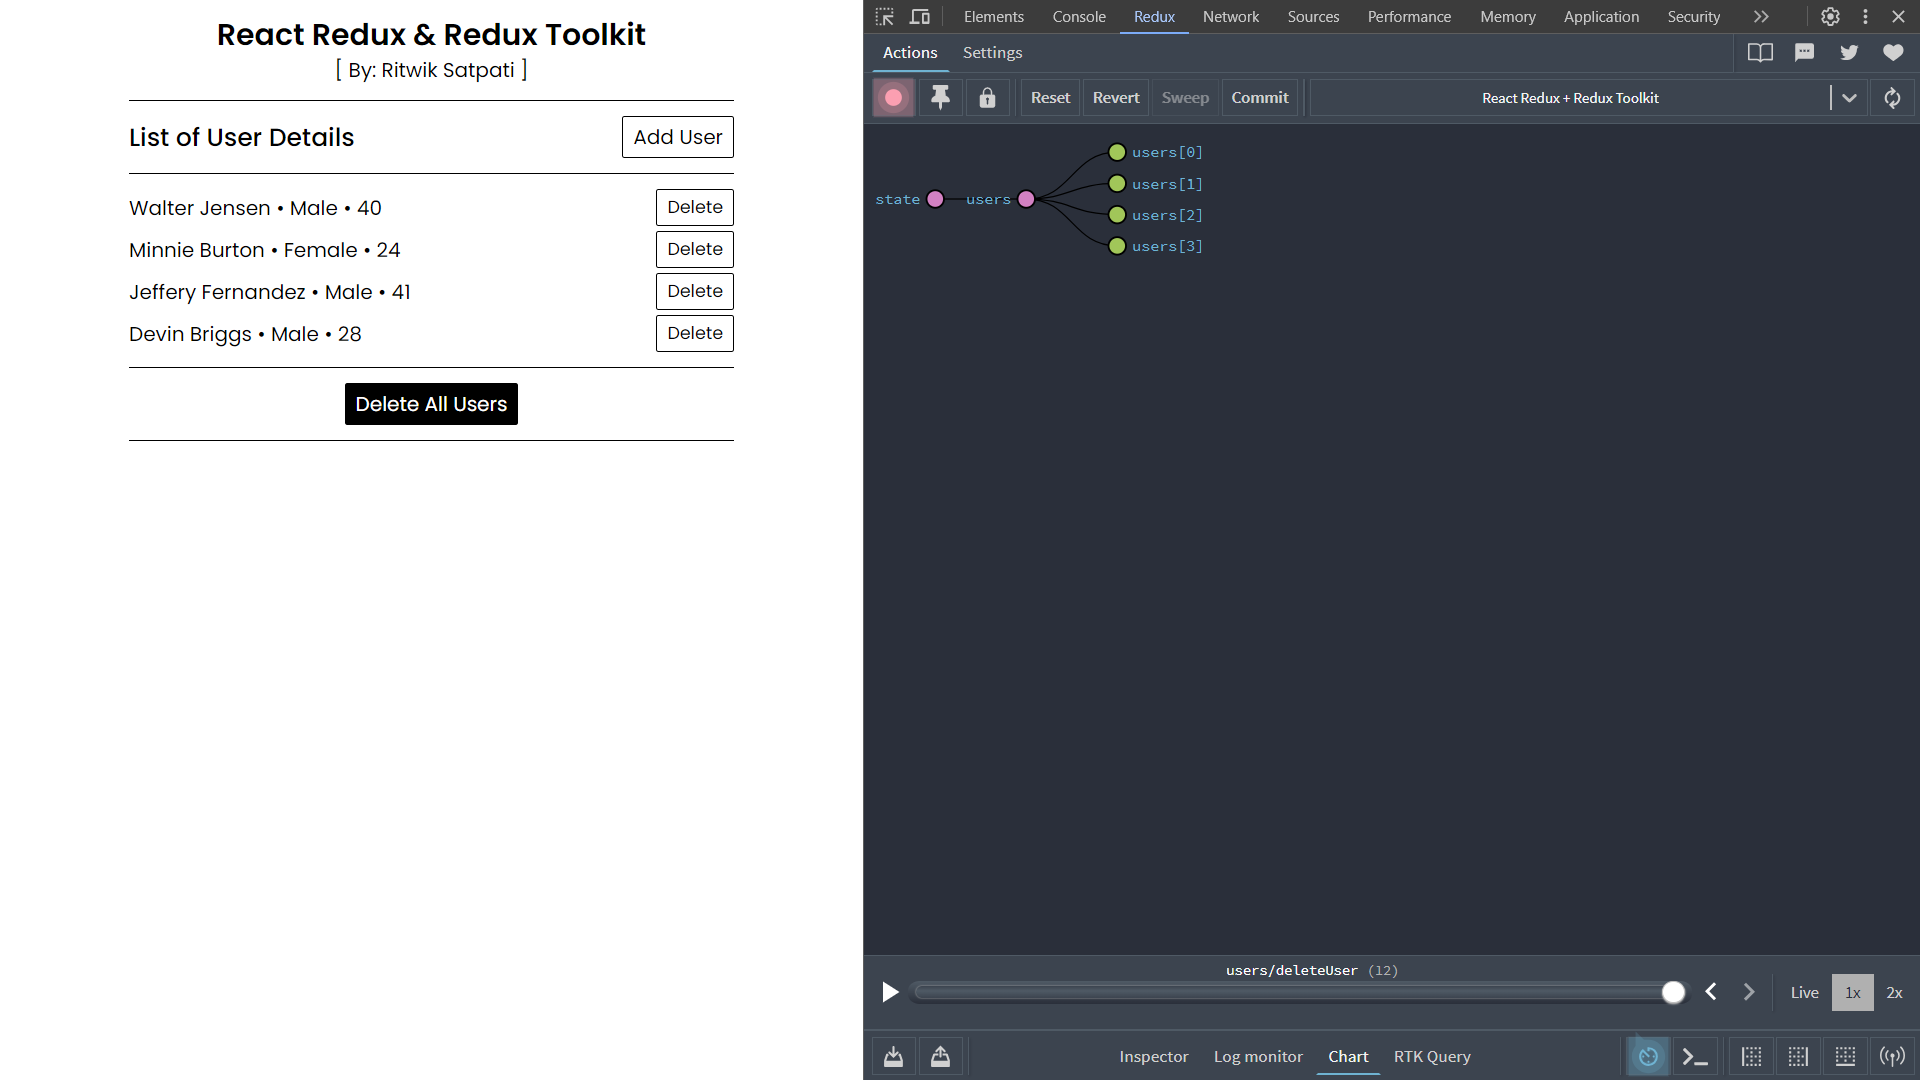 React Redux & Redux Toolkit
[ By: Ritwik Satpati ]
List of User Details
Add User
Walter Jensen • Male • 40
Delete
Minnie Burton • Female • 24
Delete
Jeffery Fernandez • Male • 41
Delete
Devin Briggs • Male • 28
Delete
Delete All Users
Elements Console Redux Network Sources Performance Memory Application Security
Actions Settings
Reset Revert Sweep Commit React Redux + Redux Toolkit
users[0]
users[1]
state users
users[2]
users[3]
users/deleteUser (12)
Live 1x 2x
Inspector Log monitor Chart RTK Query